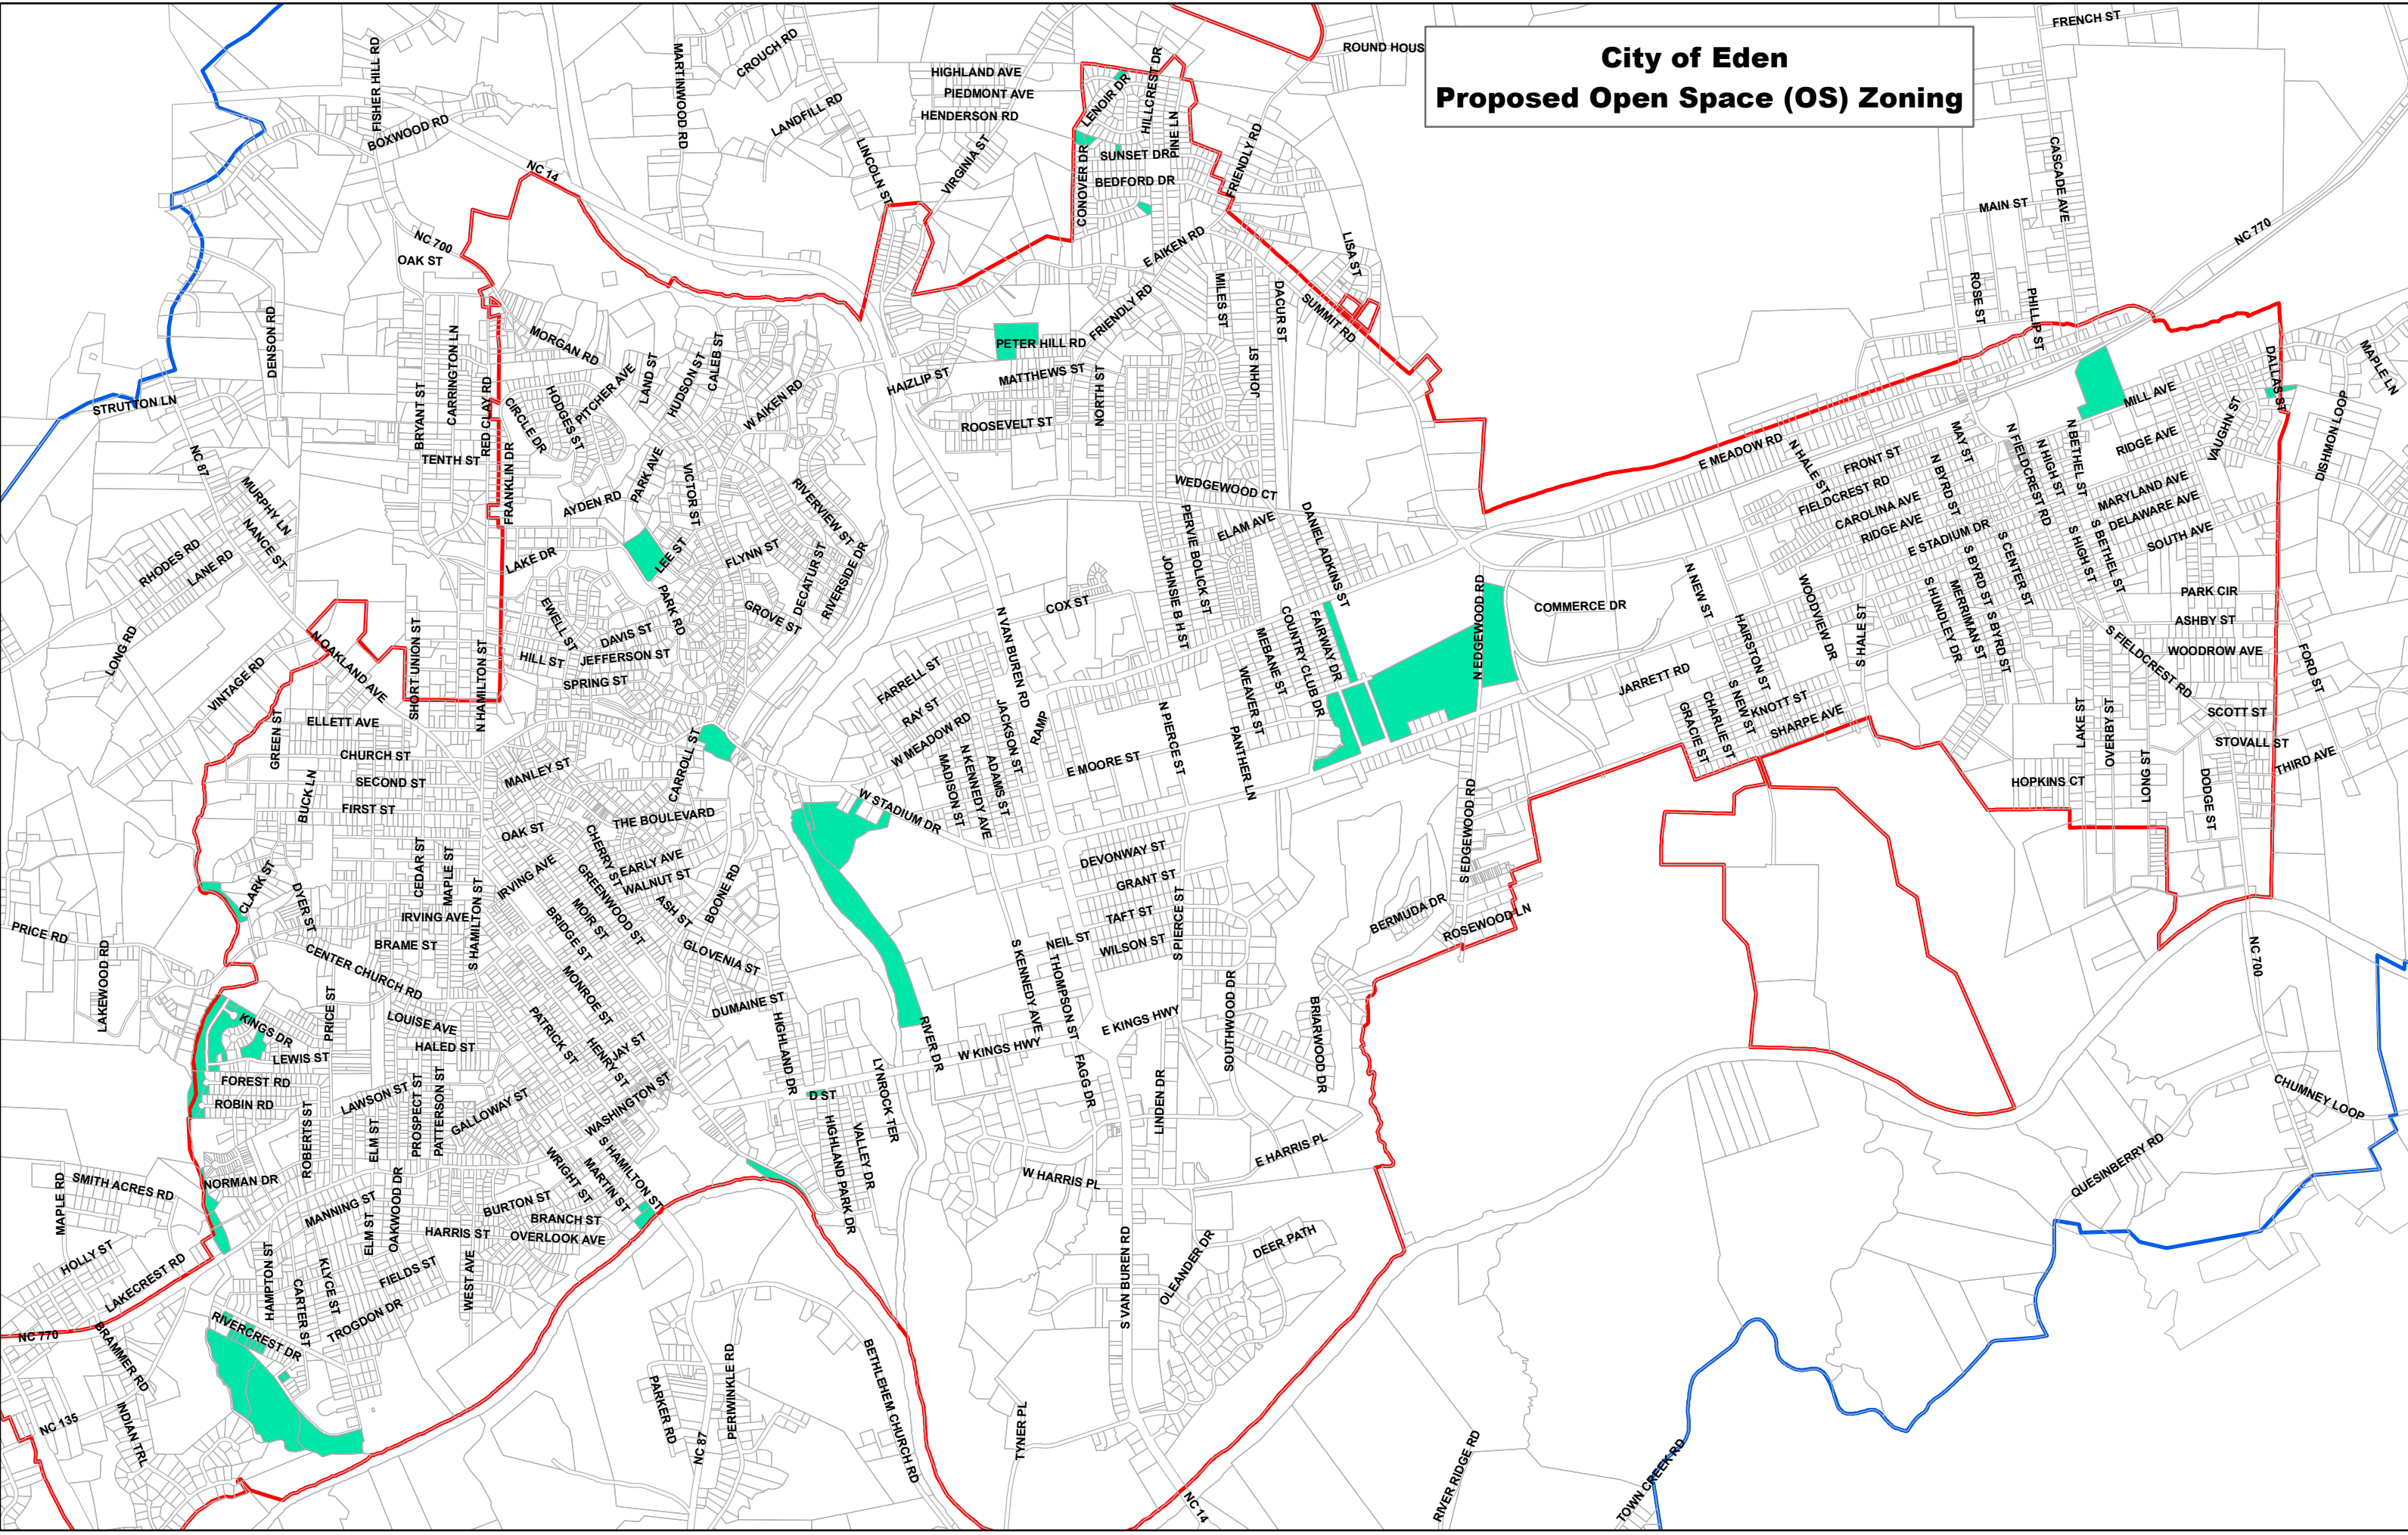 City of Eden
Proposed Open Space (OS) Zoning
FRENCH ST
ROUND HOUS
FISHER HILL RD
MARTINWOOD RD
CROUCH RD
HIGHLAND AVE
PIEDMONT AVE
HENDERSON RD
LENOIR DR
HILLCREST DR
PINE LN
BOXWOOD RD
LANDFILL RD
LINCOLN ST
VIRGINIA ST
SUNSET DR
BEDFORD DR
CONOVER DR
FRIENDLY RD
CASCADE AVE
MAIN ST
NC 14
NC 700
OAK ST
E AIKEN RD
LISA ST
NC 770
ROSE ST
PHILLIP ST
DENSON RD
CARRINGTON LN
MORGAN RD
LAND ST
HUDSON ST
CALEB ST
PETER HILL RD
FRIENDLY RD
MILES ST
DACUR ST
SUMMIT RD
JOHN ST
DALLAS ST
MAPLE LN
STRUTTON LN
BRYANT ST
RED CLAY RD
CIRCLE DR
HODGES ST
PITCHER AVE
W AIKEN RD
HAIZLIP ST
MATTHEWS ST
NORTH ST
ROOSEVELT ST
MILL AVE
VAUGHN ST
DISHMON LOOP
NC 87
TENTH ST
FRANKLIN DR
PARK AVE
VICTOR ST
RIVERVIEW ST
WEDGEWOOD CT
E MEADOW RD
N HALE ST
FRONT ST
MAY ST
N BYRD ST
N FIELDCREST RD
N HIGH ST
N BETHEL ST
RIDGE AVE
MURPHY LN
NANCE ST
AYDEN RD
FIELDCREST RD
CAROLINA AVE
RIDGE AVE
MARYLAND AVE
DELAWARE AVE
SOUTH AVE
RHODES RD
LANE RD
LAKE DR
LEE ST
FLYNN ST
DECATUR ST
RIVERSIDE DR
PERVIE BOLICK ST
ELAM AVE
DANIEL ADKINS ST
JOHNSIE B H ST
E STADIUM DR
S BYRD ST
S CENTER ST
S HIGH ST
S BETHEL ST
PARK CIR
ASHBY ST
WOODROW AVE
LONG RD
EWELL ST
DAVIS ST
PARK RD
GROVE ST
N VAN BUREN RD
COX ST
MEBANE ST
COUNTRY CLUB DR
FAIRWAY DR
N EDGEWOOD RD
COMMERCE DR
N NEW ST
HAIRSTON ST
WOODVIEW DR
S HALE ST
S HUNDLEY DR
MERRIMAN ST
S BYRD ST
S FIELDCREST RD
FORD ST
VINTAGE RD
N OAKLAND AVE
SHORT UNION ST
N HAMILTON ST
HILL ST
JEFFERSON ST
SPRING ST
FARRELL ST
RAY ST
W MEADOW RD
JACKSON ST
RAMP
N PIERCE ST
WEAVER ST
PANTHER LN
JARRETT RD
GRACIE ST
CHARLIE ST
S NEW ST
KNOTT ST
SHARPE AVE
LAKE ST
OVERBY ST
LONG ST
SCOTT ST
STOVALL ST
THIRD AVE
DODGE ST
HOPKINS CT
GREEN ST
ELLETT AVE
CHURCH ST
SECOND ST
FIRST ST
BUCK LN
MANLEY ST
CARROLL ST
MADISON ST
N KENNEDY AVE
ADAMS ST
E MOORE ST
W STADIUM DR
OAK ST
THE BOULEVARD
CHERRY ST
EARLY AVE
WALNUT ST
ASH ST
BOONE RD
DEVONWAY ST
GRANT ST
TAFT ST
WILSON ST
NEIL ST
S PIERCE ST
S EDGEWOOD RD
BERMUDA DR
ROSEWOOD LN
CLARK ST
DYER ST
CEDAR ST
MAPLE ST
IRVING AVE
IRVING AVE
BRAME ST
S HAMILTON ST
GREENWOOD ST
MOIR ST
BRIDGE ST
GLOVENIA ST
PRICE RD
LAKEWOOD RD
CENTER CHURCH RD
PRICE ST
LOUISE AVE
HALED ST
MONROE ST
PATRICK ST
HENRY ST
JAY ST
WASHINGTON ST
DUMAINE ST
HIGHLAND DR
RIVER DR
S KENNEDY AVE
THOMPSON ST
W KINGS HWY
E KINGS HWY
SOUTHWOOD DR
BRIARWOOD DR
NC 700
KINGS DR
LEWIS ST
FOREST RD
ROBIN RD
ROBERTS ST
LAWSON ST
ELM ST
PROSPECT ST
PATTERSON ST
GALLOWAY ST
D ST
LYNROCK TER
FAGG DR
LINDEN DR
CHUMNEY LOOP
HIGHLAND PARK DR
VALLEY DR
E HARRIS PL
W HARRIS PL
QUESINBERRY RD
MAPLE RD
SMITH ACRES RD
NORMAN DR
MANNING ST
ELM ST
OAKWOOD DR
WRIGHT ST
MARTIN ST
S HAMILTON ST
BURTON ST
BRANCH ST
HARRIS ST
OVERLOOK AVE
HOLLY ST
LAKECREST RD
HAMPTON ST
CARTER ST
KLYCE ST
FIELDS ST
TROGDON DR
WEST AVE
S VAN BUREN RD
OLEANDER DR
DEER PATH
NC 770
BRAMMER RD
RIVERCREST DR
NC 135
INDIAN TRL
PARKER RD
NC 87
PERIWINKLE RD
BETHLEHEM CHURCH RD
TYNER PL
NC 14
RIVER RIDGE RD
TOWN CREEK RD